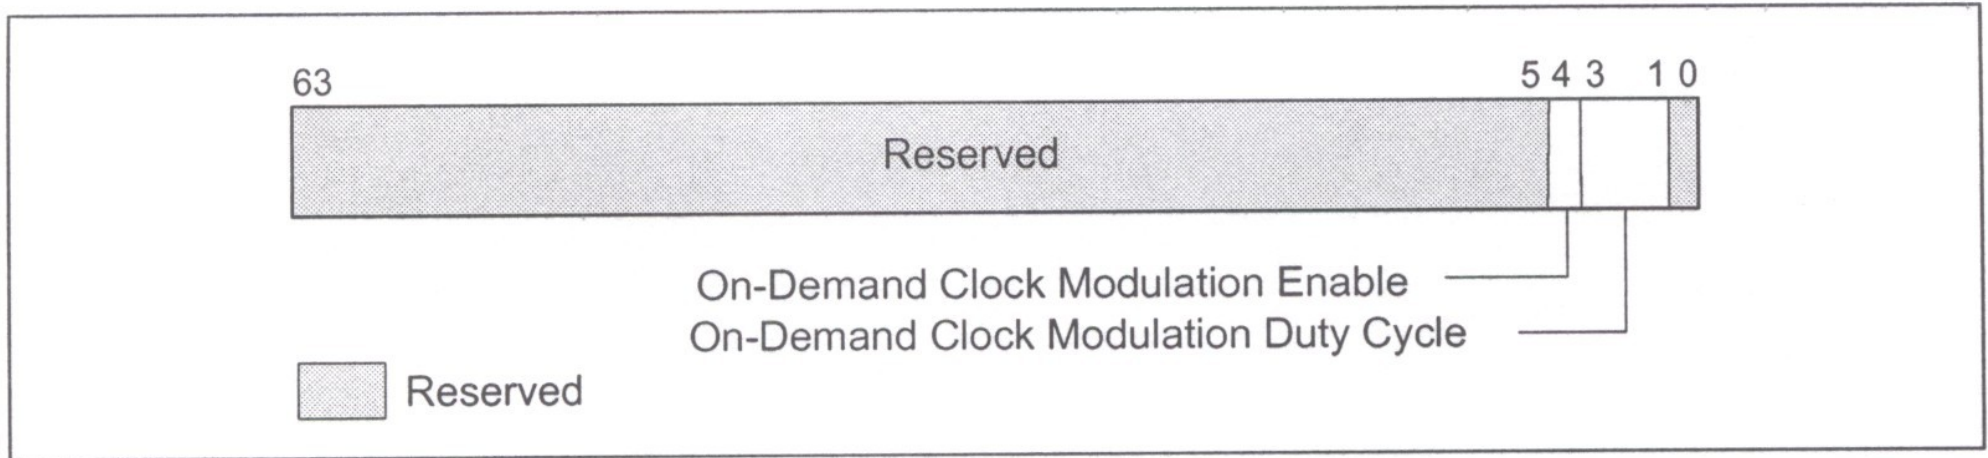 63 5 4 3 1 0
Reserved
On-Demand Clock Modulation Enable
On-Demand Clock Modulation Duty Cycle
Reserved